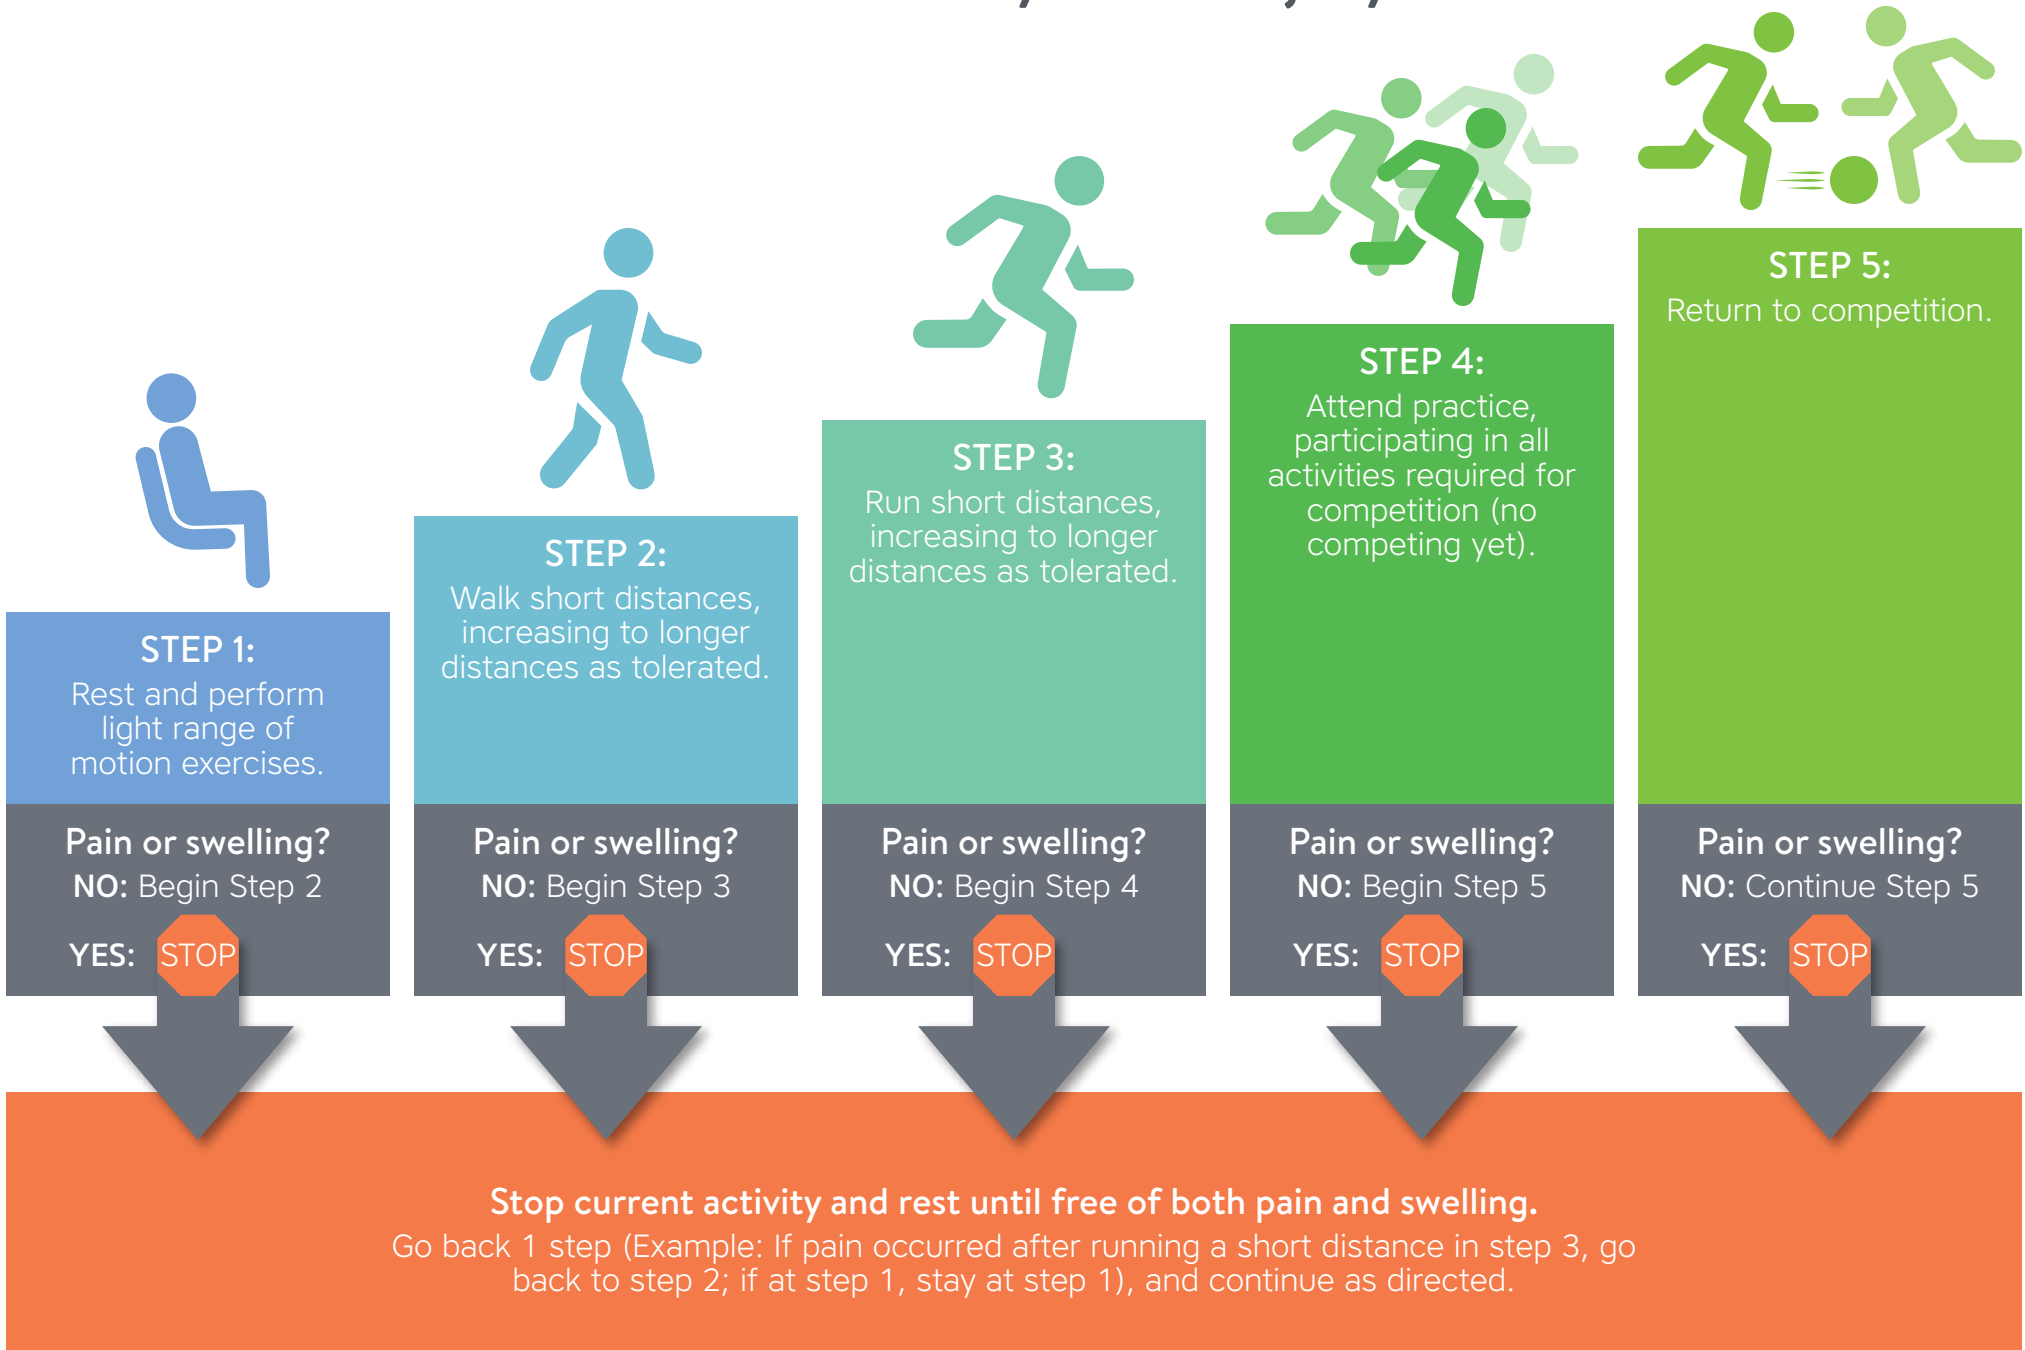 STEP 1:
Rest and perform
light range of
motion exercises.
Pain or swelling?
NO: Begin Step 2
YES: STOP
STEP 2:
Walk short distances,
increasing to longer
distances as tolerated.
Pain or swelling?
NO: Begin Step 3
YES: STOP
STEP 3:
Run short distances,
increasing to longer
distances as tolerated.
Pain or swelling?
NO: Begin Step 4
YES: STOP
STEP 4:
Attend practice,
participating in all
activities required for
competition (no
competing yet).
Pain or swelling?
NO: Begin Step 5
YES: STOP
STEP 5:
Return to competition.
Pain or swelling?
NO: Continue Step 5
YES: STOP
Stop current activity and rest until free of both pain and swelling.
Go back 1 step (Example: If pain occurred after running a short distance in step 3, go
back to step 2; if at step 1, stay at step 1), and continue as directed.